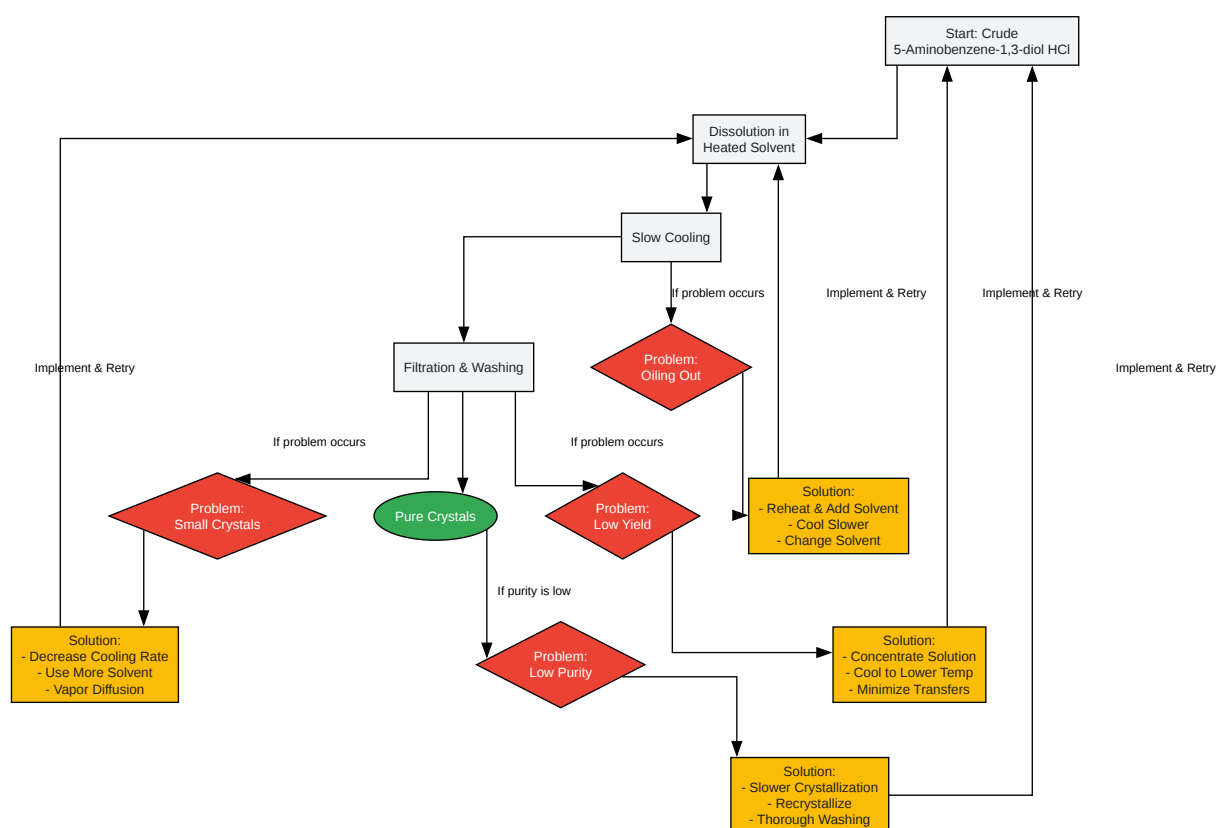 Start: Crude
5-Aminobenzene-1,3-diol HCl
Dissolution in
Heated Solvent
Slow Cooling
If problem occurs
Implement & Retry
Implement & Retry
Filtration & Washing
Problem:
Oiling Out
Implement & Retry
Implement & Retry
If problem occurs
If problem occurs
Problem:
Small Crystals
Pure Crystals
Problem:
Low Yield
Solution:
- Reheat & Add Solvent
- Cool Slower
- Change Solvent
If purity is low
Solution:
- Decrease Cooling Rate
- Use More Solvent
- Vapor Diffusion
Problem:
Low Purity
Solution:
- Concentrate Solution
- Cool to Lower Temp
- Minimize Transfers
Solution:
- Slower Crystallization
- Recrystallize
- Thorough Washing